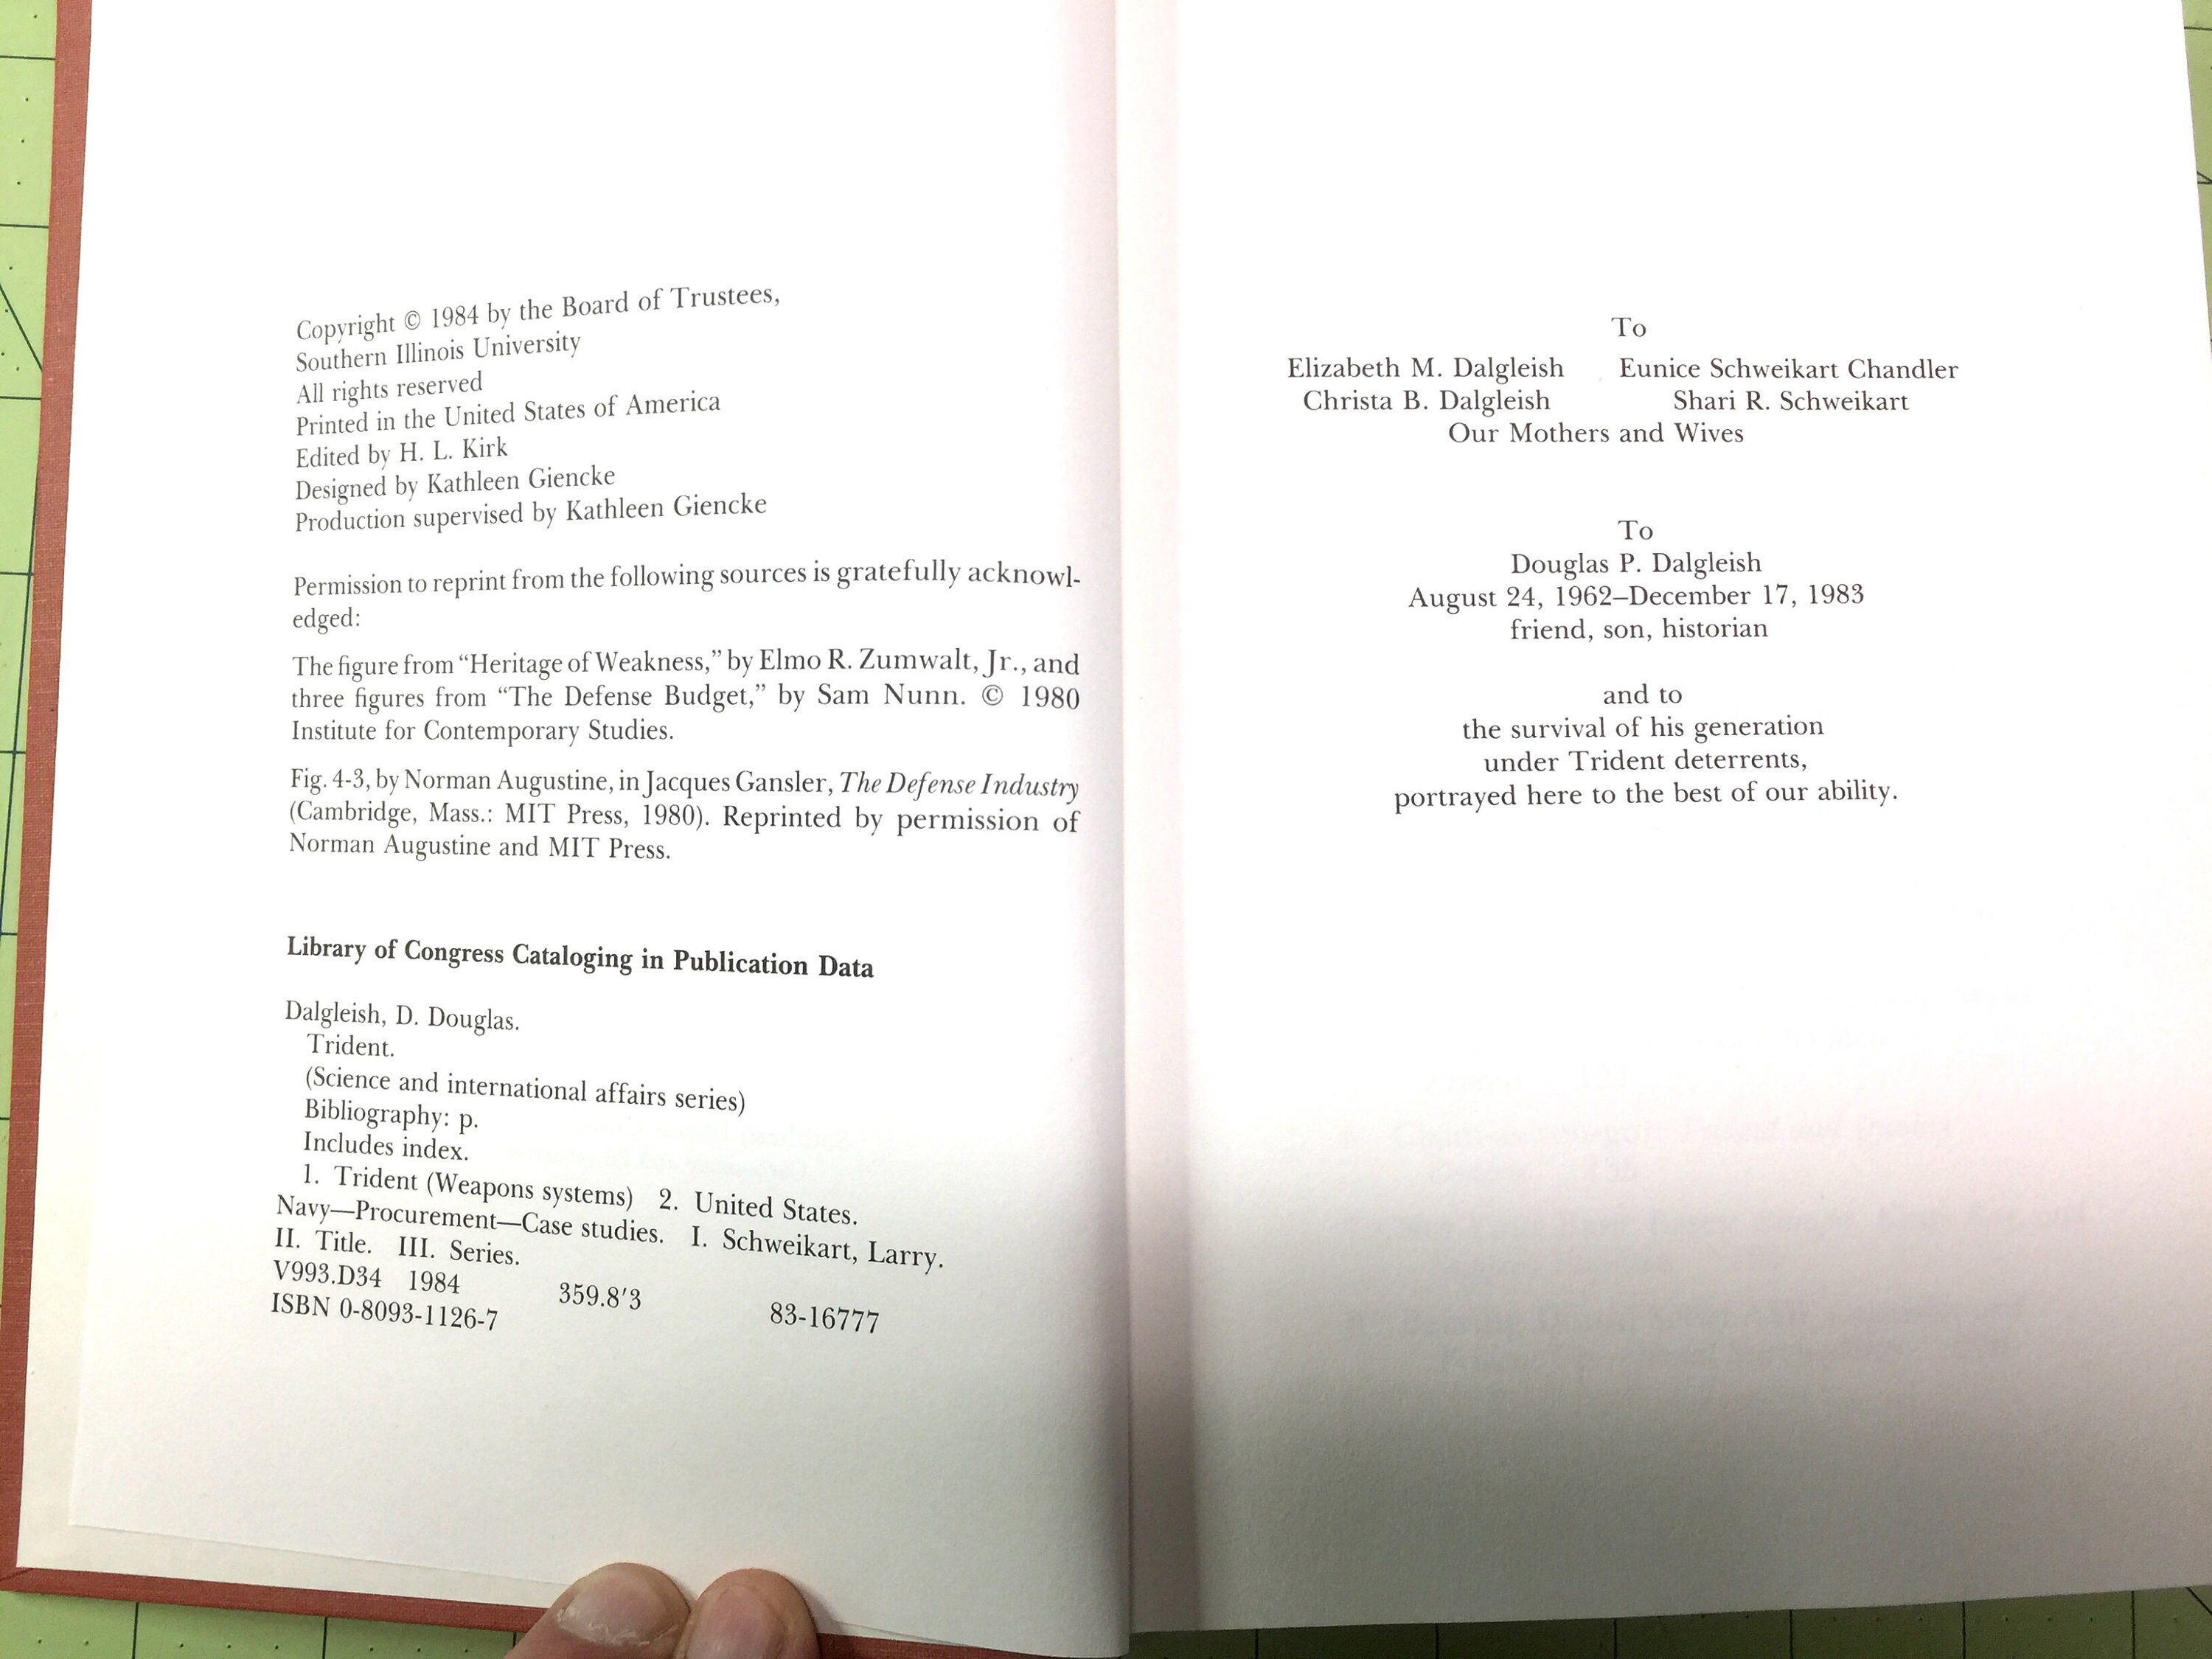 Copyright © 1984 by the Board of Trustees,
Southern Illinois University
All rights reserved
Printed in the United States of America
Edited by H. L. Kirk
Designed by Kathleen Giencke
Production supervised by Kathleen Giencke
Permission to reprint from the following sources is gratefully acknowl-
edged:
The figure from “Heritage of Weakness,” by Elmo R. Zumwalt, Jr., and
three figures from “The Defense Budget,” by Sam Nunn. © 1980
Institute for Contemporary Studies.
Fig. 4-3, by Norman Augustine, in Jacques Gansler, The Defense Industry
(Cambridge, Mass.: MIT Press, 1980). Reprinted by permission of
Norman Augustine and MIT Press.
Library of Congress Cataloging in Publication Data
Dalgleish, D. Douglas.
Trident.
(Science and international affairs series)
Bibliography: p.
Includes index.
1. Trident (Weapons systems) 2. United States.
Navy—Procurement—Case studies. I. Schweikart, Larry.
II. Title. III. Series.
V993.D34 1984 359.8′3 83-16777
ISBN 0-8093-1126-7
To
Elizabeth M. Dalgleish Eunice Schweikart Chandler
Christa B. Dalgleish Shari R. Schweikart
Our Mothers and Wives
To
Douglas P. Dalgleish
August 24, 1962–December 17, 1983
friend, son, historian
and to
the survival of his generation
under Trident deterrents,
portrayed here to the best of our ability.